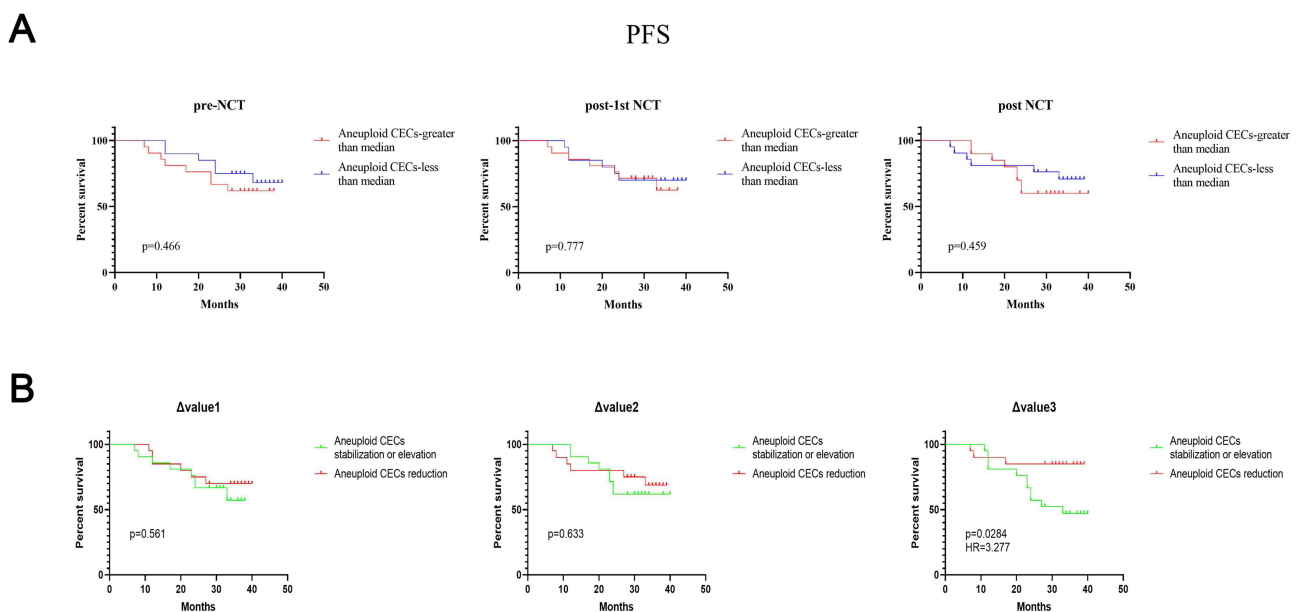 A
PFS
pre-NCT
Percent survival
100
50
0
p=0.466
0 10 20 30 40 50
Months
Aneuploid CECs-greater
than median
Aneuploid CECs-less
than median
post-1st NCT
Percent survival
100
50
0
p=0.777
0 10 20 30 40 50
Months
Aneuploid CECs-greater
than median
Aneuploid CECs-less
than median
post NCT
Percent survival
100
50
0
p=0.459
0 10 20 30 40 50
Months
Aneuploid CECs-greater
than median
Aneuploid CECs-less
than median
B
Δvalue1
Percent survival
100
50
0
p=0.561
0 10 20 30 40 50
Months
Aneuploid CECs
stabilization or elevation
Aneuploid CECs reduction
Δvalue2
Percent survival
100
50
0
p=0.633
0 10 20 30 40 50
Months
Aneuploid CECs
stabilization or elevation
Aneuploid CECs reduction
Δvalue3
Percent survival
100
50
0
p=0.0284
HR=3.277
0 10 20 30 40 50
Months
Aneuploid CECs
stabilization or elevation
Aneuploid CECs reduction